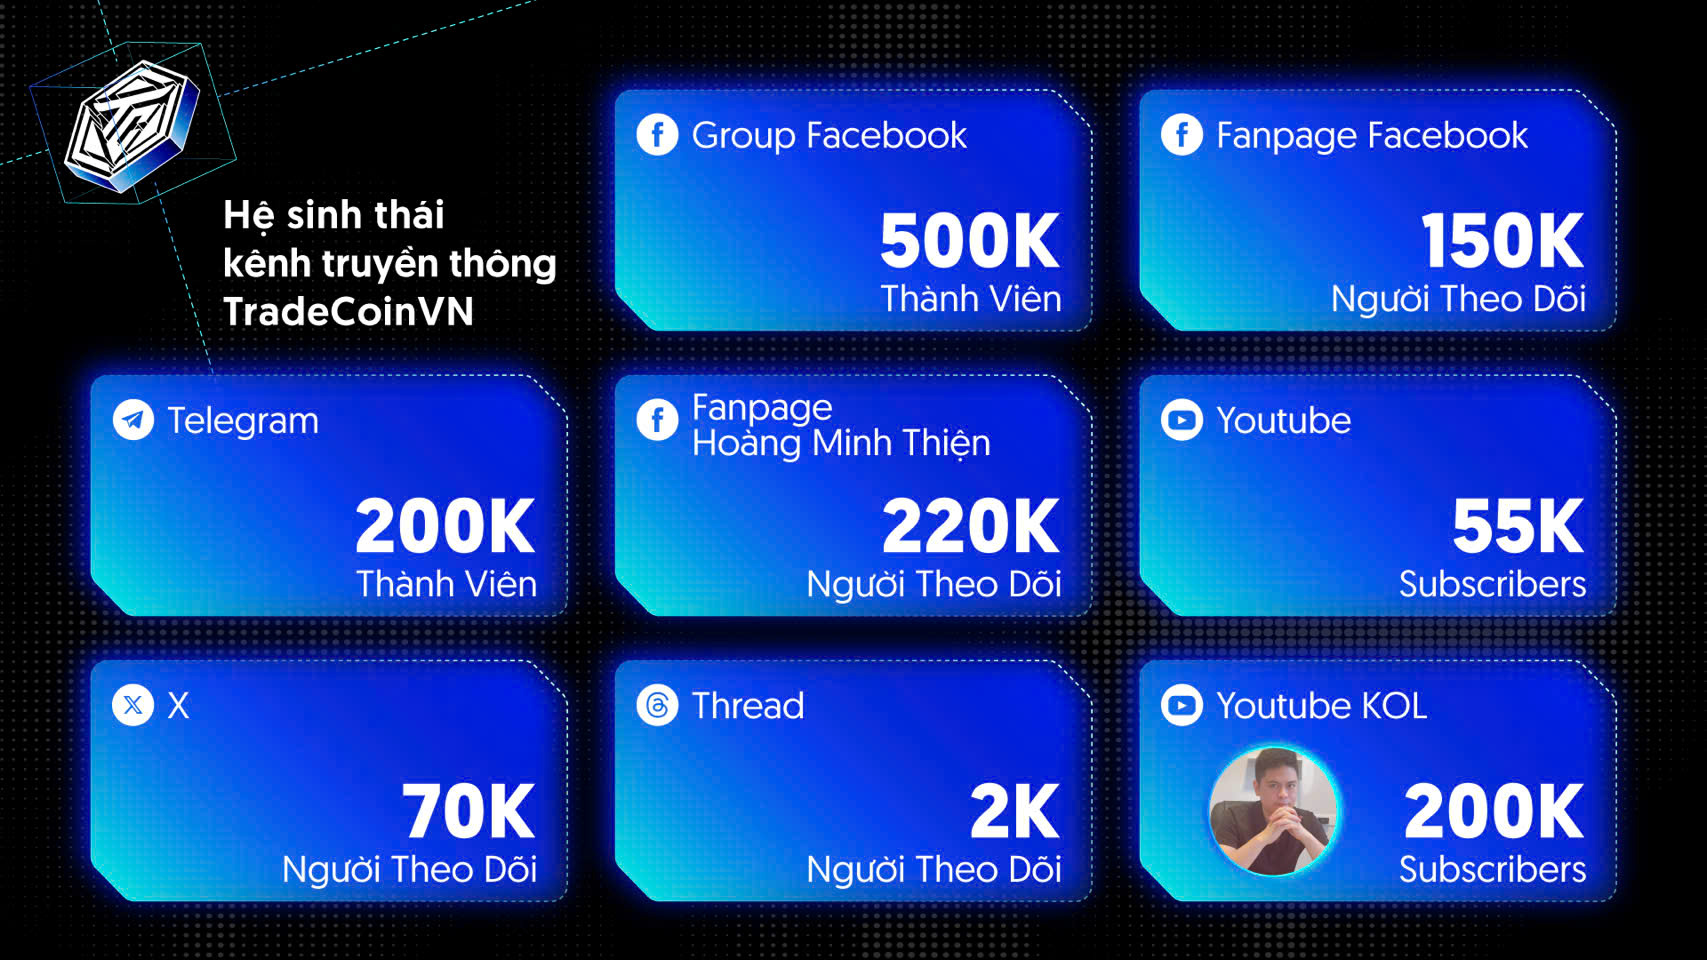 Hệ sinh thái
kênh truyền thông
TradeCoinVN
Group Facebook
500K
Thành Viên
Fanpage Facebook
150K
Người Theo Dõi
Telegram
200K
Thành Viên
Fanpage
Hoàng Minh Thiện
220K
Người Theo Dõi
Youtube
55K
Subscribers
X
70K
Người Theo Dõi
Thread
2K
Người Theo Dõi
Youtube KOL
200K
Subscribers